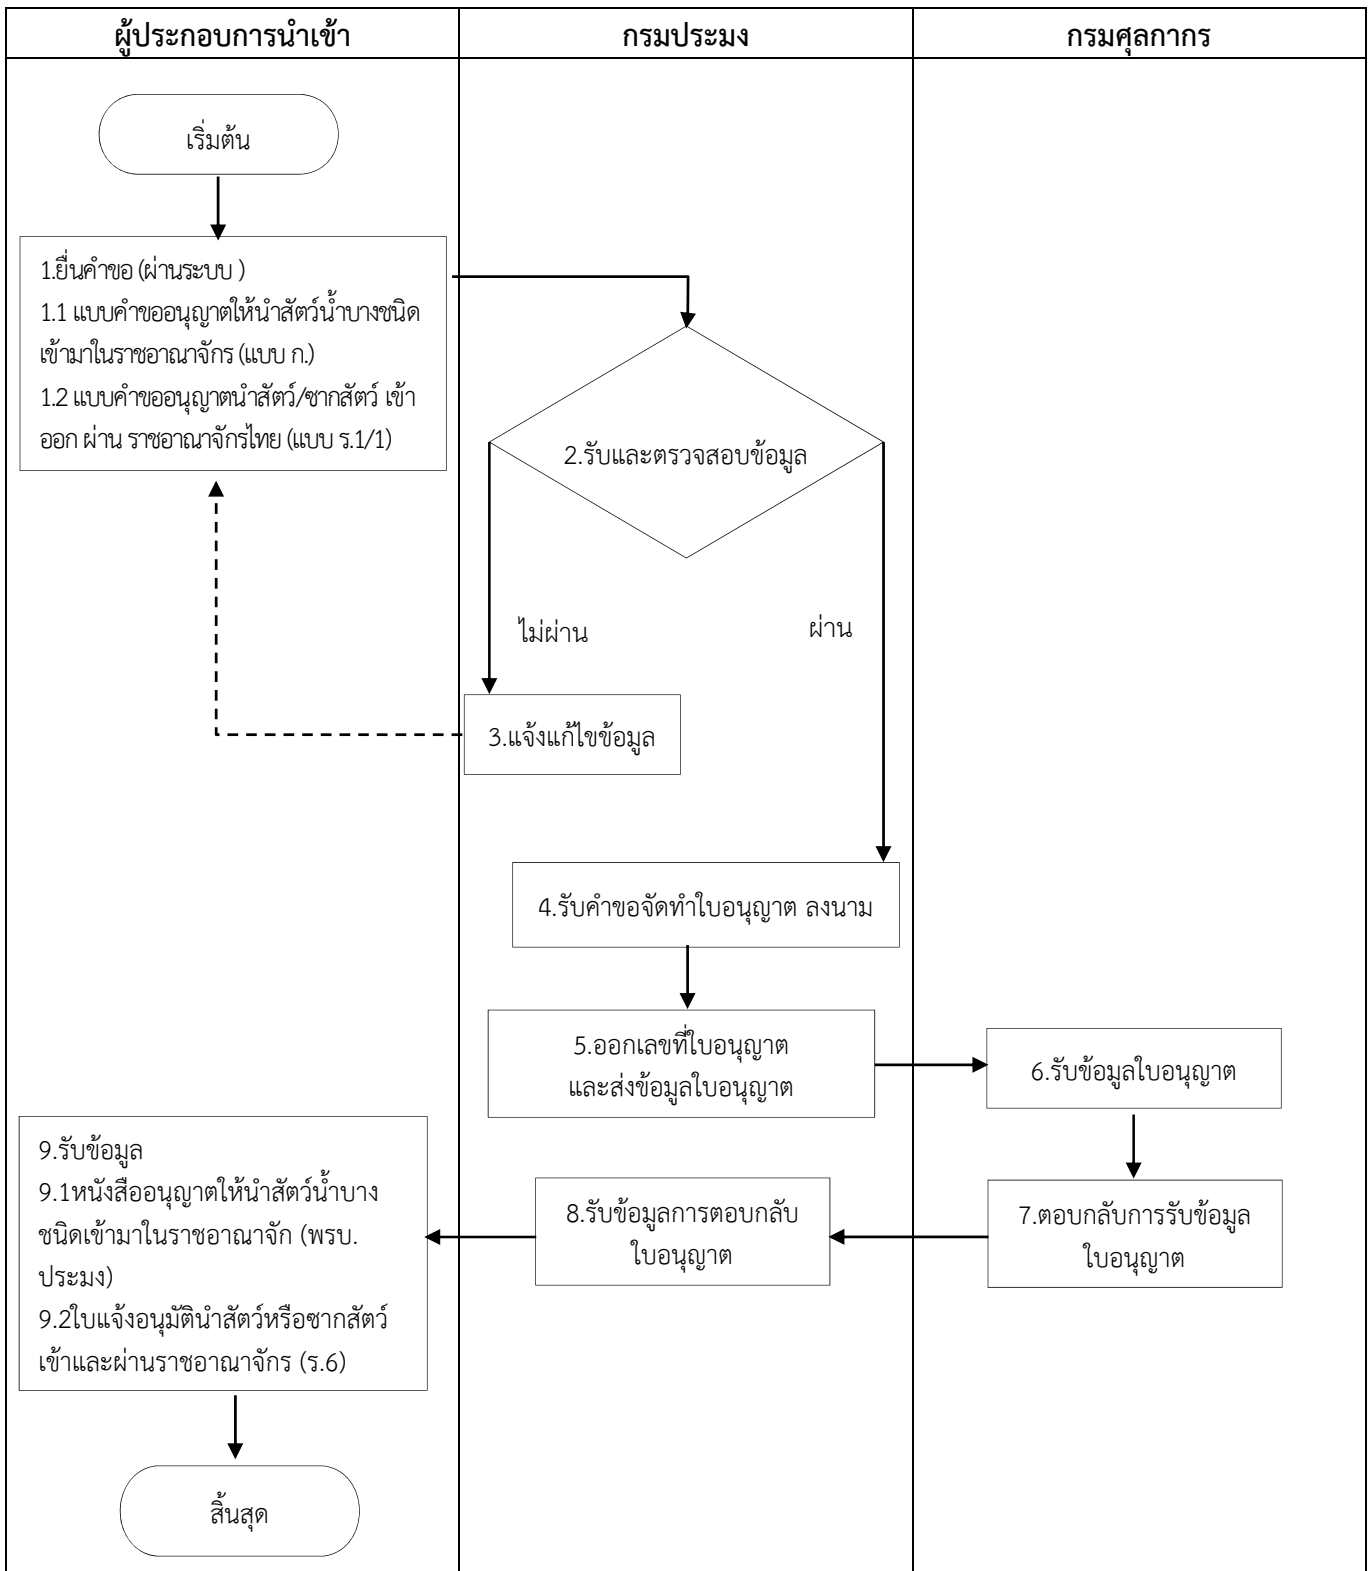 ผู้ประกอบการนำเข้า
กรมประมง
กรมศุลกากร
เริ่มต้น
1.ยื่นคำขอ (ผ่านระบบ )
1.1 แบบคำขออนุญาตให้นำสัตว์น้ำบางชนิด
เข้ามาในราชอาณาจักร (แบบ ก.)
1.2 แบบคำขออนุญาตนำสัตว์/ซากสัตว์ เข้า
ออก ผ่าน ราชอาณาจักรไทย (แบบ ร.1/1)
2.รับและตรวจสอบข้อมูล
ไม่ผ่าน
ผ่าน
3.แจ้งแก้ไขข้อมูล
4.รับคำขอจัดทำใบอนุญาต ลงนาม
5.ออกเลขที่ใบอนุญาต
และส่งข้อมูลใบอนุญาต
6.รับข้อมูลใบอนุญาต
7.ตอบกลับการรับข้อมูล
ใบอนุญาต
8.รับข้อมูลการตอบกลับ
ใบอนุญาต
9.รับข้อมูล
9.1หนังสืออนุญาตให้นำสัตว์น้ำบาง
ชนิดเข้ามาในราชอาณาจัก (พรบ.
ประมง)
9.2ใบแจ้งอนุมัตินำสัตว์หรือซากสัตว์
เข้าและผ่านราชอาณาจักร (ร.6)
สิ้นสุด